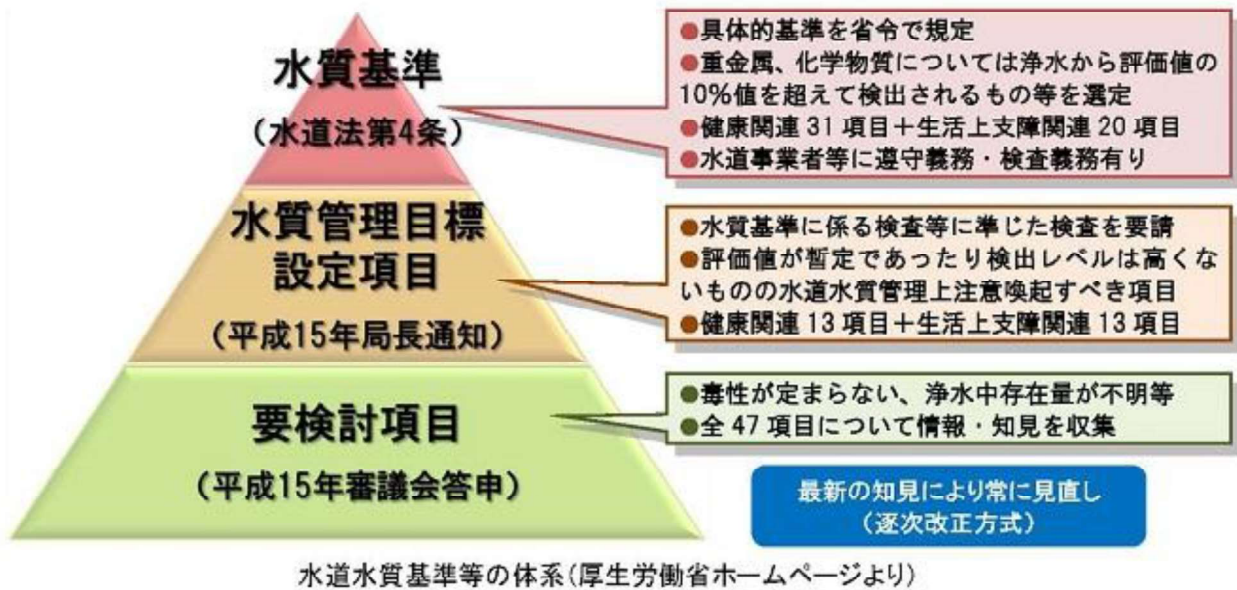 水質基準
（水道法第4条）
●具体的基準を省令で規定
●重金属、化学物質については浄水から評価値の
10%値を超えて検出されるもの等を選定
●健康関連 31 項目＋生活上支障関連 20 項目
●水道事業者等に遵守義務・検査義務有り
水質管理目標
設定項目
（平成15年局長通知）
●水質基準に係る検査等に準じた検査を要請
●評価値が暫定であったり検出レベルは高くな
いものの水道水質管理上注意喚起すべき項目
●健康関連 13 項目＋生活上支障関連 13 項目
要検討項目
（平成15年審議会答申）
●毒性が定まらない、浄水中存在量が不明等
●全 47 項目について情報・知見を収集
最新の知見により常に見直し
（逐次改正方式）
水道水質基準等の体系（厚生労働省ホームページより）